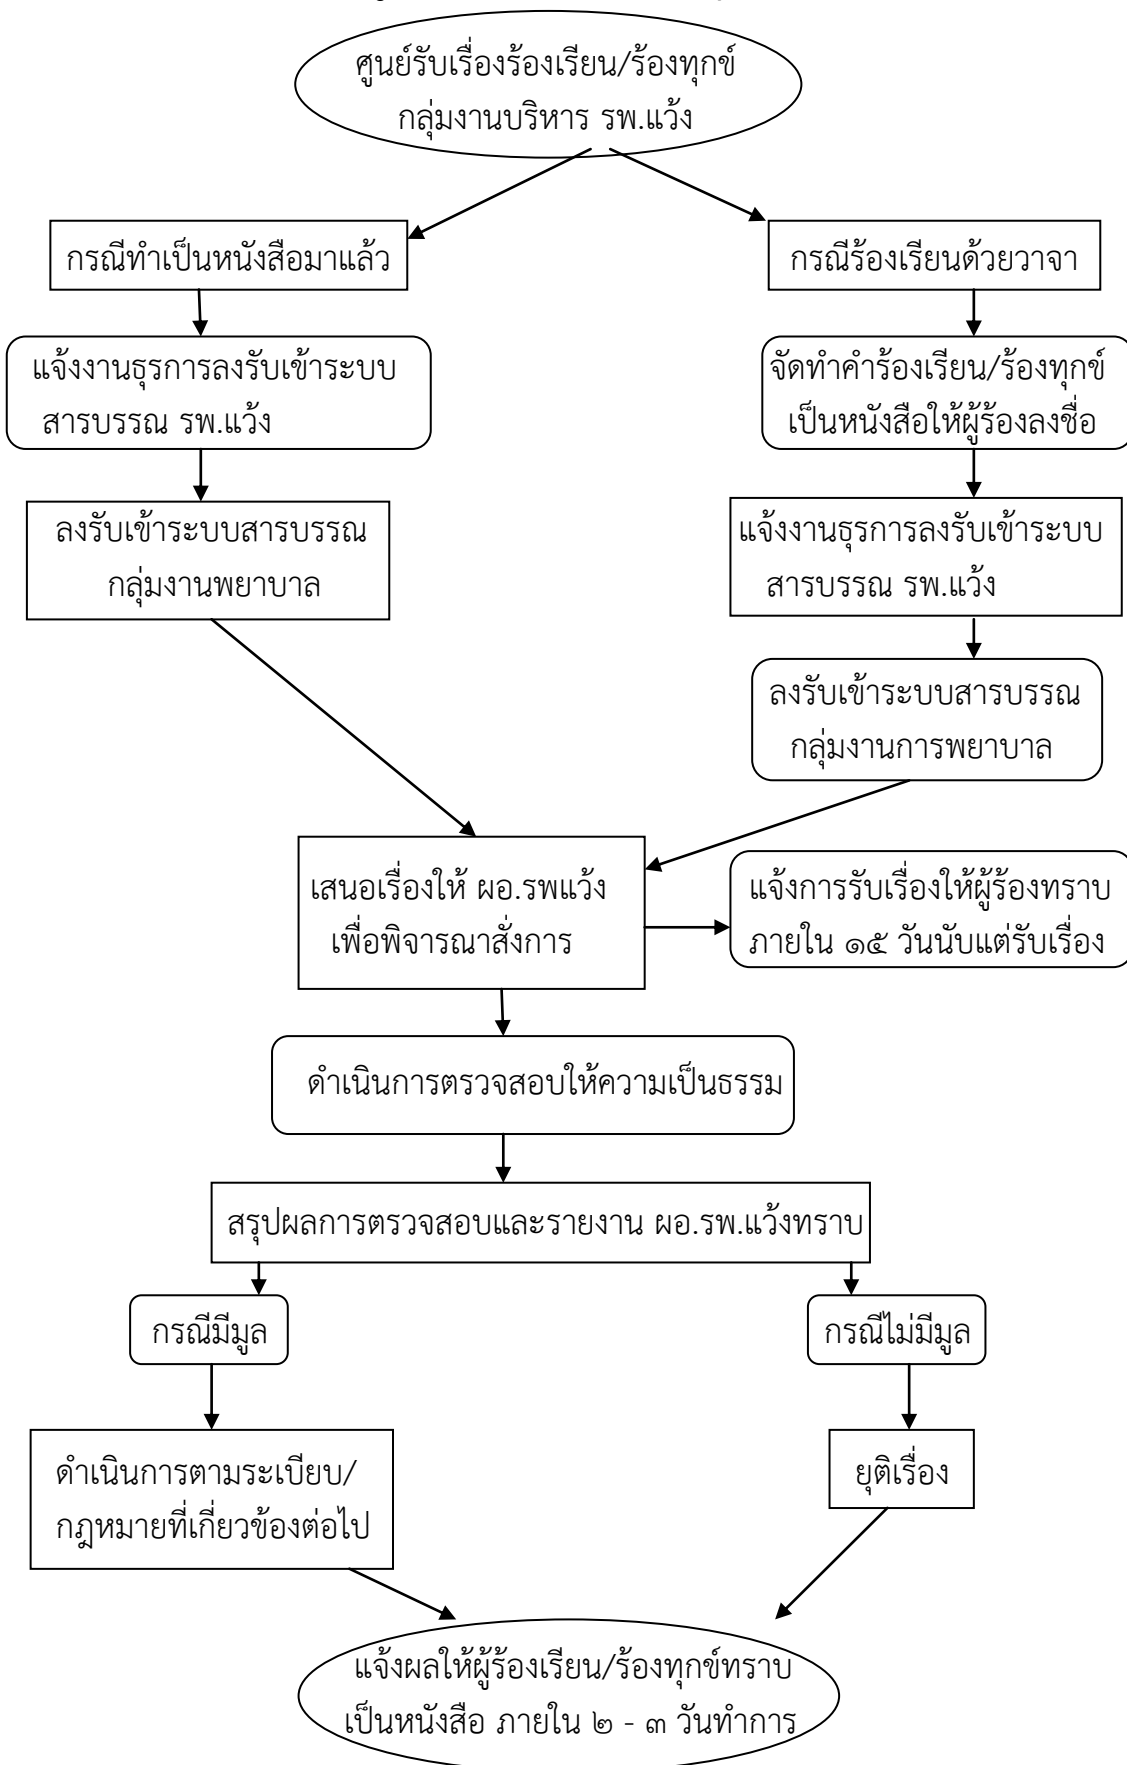 ศูนย์รับเรื่องร้องเรียน/ร้องทุกข์
กลุ่มงานบริหาร รพ.แว้ง
กรณีทำเป็นหนังสือมาแล้ว
กรณีร้องเรียนด้วยวาจา
แจ้งงานธุรการลงรับเข้าระบบ
สารบรรณ รพ.แว้ง
จัดทำคำร้องเรียน/ร้องทุกข์
เป็นหนังสือให้ผู้ร้องลงชื่อ
ลงรับเข้าระบบสารบรรณ
กลุ่มงานพยาบาล
แจ้งงานธุรการลงรับเข้าระบบ
สารบรรณ รพ.แว้ง
ลงรับเข้าระบบสารบรรณ
กลุ่มงานการพยาบาล
เสนอเรื่องให้ ผอ.รพแว้ง
เพื่อพิจารณาสั่งการ
แจ้งการรับเรื่องให้ผู้ร้องทราบ
ภายใน ๑๕ วันนับแต่รับเรื่อง
ดำเนินการตรวจสอบให้ความเป็นธรรม
สรุปผลการตรวจสอบและรายงาน ผอ.รพ.แว้งทราบ
กรณีมีมูล
กรณีไม่มีมูล
ดำเนินการตามระเบียบ/
กฎหมายที่เกี่ยวข้องต่อไป
ยุติเรื่อง
แจ้งผลให้ผู้ร้องเรียน/ร้องทุกข์ทราบ
เป็นหนังสือ ภายใน ๒ - ๓ วันทำการ